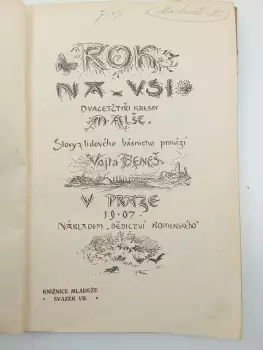 ROK
NA VSI
DVACETČTYŘI KRESBY
M. ALŠE.
Slovy z lidového básnictva provází
Vojta Beneš.
V PRAZE
1907.
NÁKLADEM „DĚDICTVÍ KOMENSKÉHO“
KNIŽNICE MLÁDEŽE
SVAZEK VII.